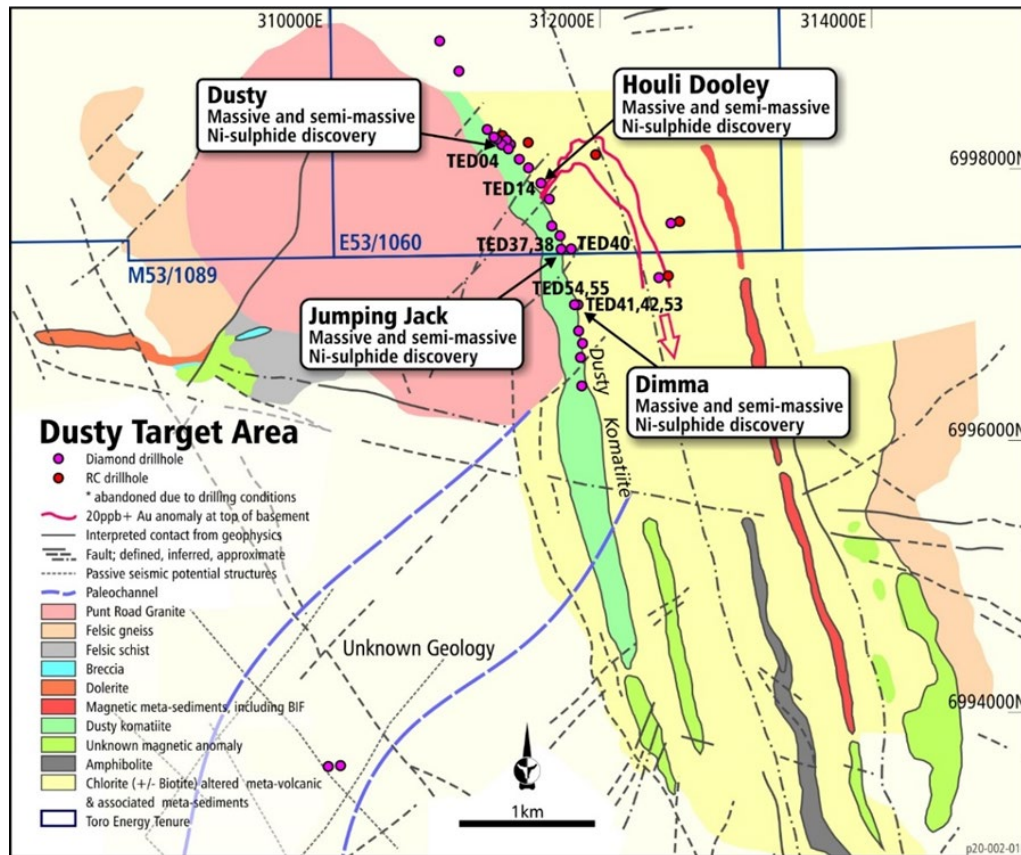 310000E
312000E
314000E
Dusty
Massive and semi-massive
Ni-sulphide discovery
Houli Dooley
Massive and semi-massive
Ni-sulphide discovery
TED04
6998000N
TED14
E53/1060
TED37,38
TED40
M53/1089
TED54,55
TED41,42,53
Jumping Jack
Massive and semi-massive
Ni-sulphide discovery
Dusty Komatiite
Dimma
Massive and semi-massive
Ni-sulphide discovery
6996000N
Dusty Target Area
Diamond drillhole
RC drillhole
* abandoned due to drilling conditions
20ppb+ Au anomaly at top of basement
Interpreted contact from geophysics
Fault; defined, inferred, approximate
Passive seismic potential structures
Paleochannel
Punt Road Granite
Felsic gneiss
Felsic schist
Breccia
Dolerite
Magnetic meta-sediments, including BIF
Dusty komatiite
Unknown magnetic anomaly
Amphibolite
Chlorite (+/- Biotite) altered meta-volcanic
& associated meta-sediments
Toro Energy Tenure
Unknown Geology
6994000N
1km
p20-002-01